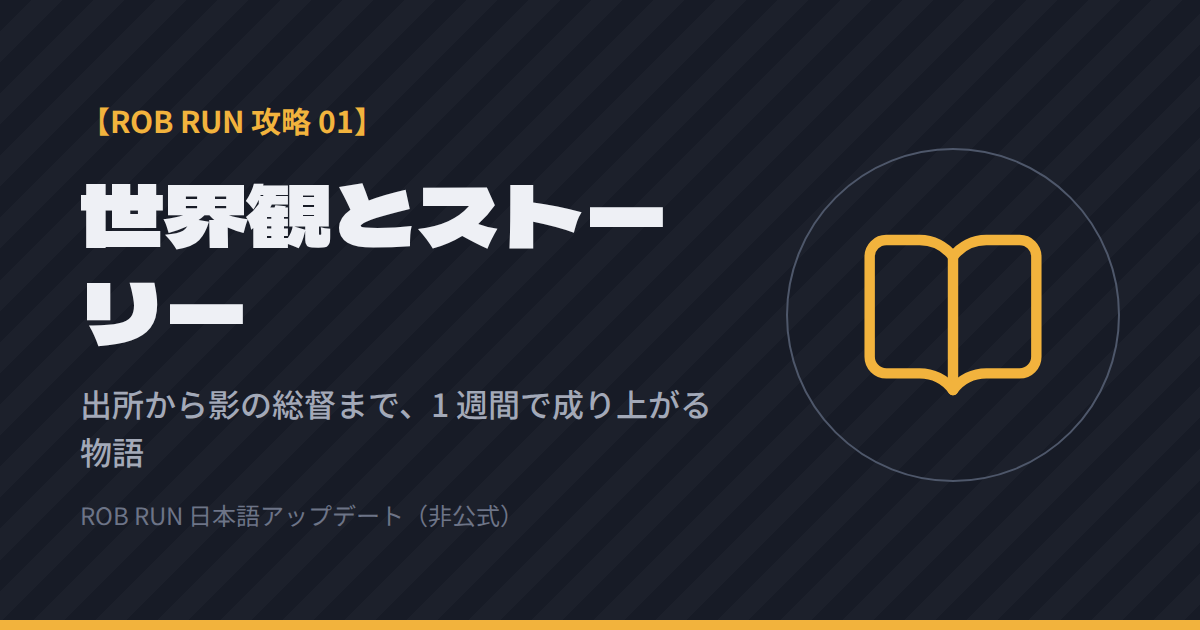 【ROB RUN 攻略 01】
世界観とストー
リー
出所から影の総督まで、1 週間で成り上がる
物語
ROB RUN 日本語アップデート（非公式）